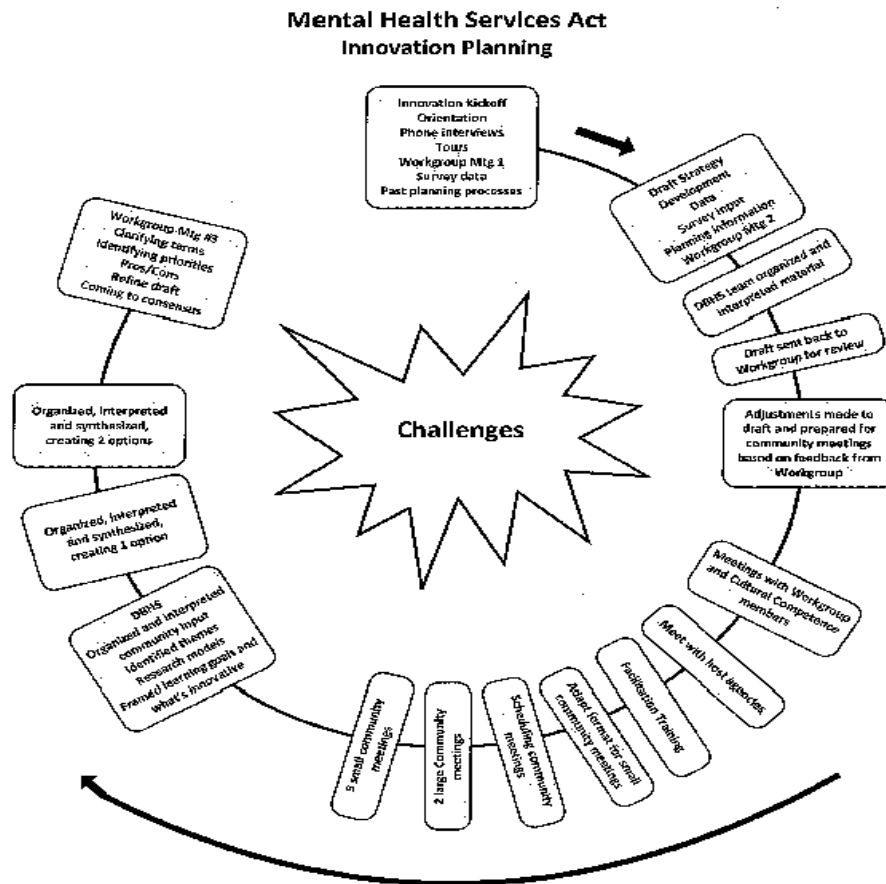 Mental Health Services Act
Innovation Planning
Innovation Kickoff
Orientation
Phone interviews
Tours
Workgroup Mtg 1
Survey data
Past planning processes
Draft Strategy
Development
Data
Survey input
Planning information
Workgroup Mtg 2
DBHS team organized and
interpreted material
Draft sent back to
Workgroup for review
Adjustments made to
draft and prepared for
community meetings
based on feedback from
Workgroup
Meetings with Workgroup
and Cultural Competence
members
Meet with host agencies
Facilitation Training
Adapt format for small
community meetings
Scheduling community
meetings
2 large Community
meetings
small community
meetings
DBHS
Organized and interpreted
community input
Identified themes
Research models
Framed learning goals and
what's innovative
Organized, interpreted
and synthesized,
creating 1 option
Organized, interpreted
and synthesized,
creating 2 options
Workgroup Mtg #3
Clarifying terms
Identifying priorities
Pros/Cons
Refine draft
Coming to consensus
Challenges